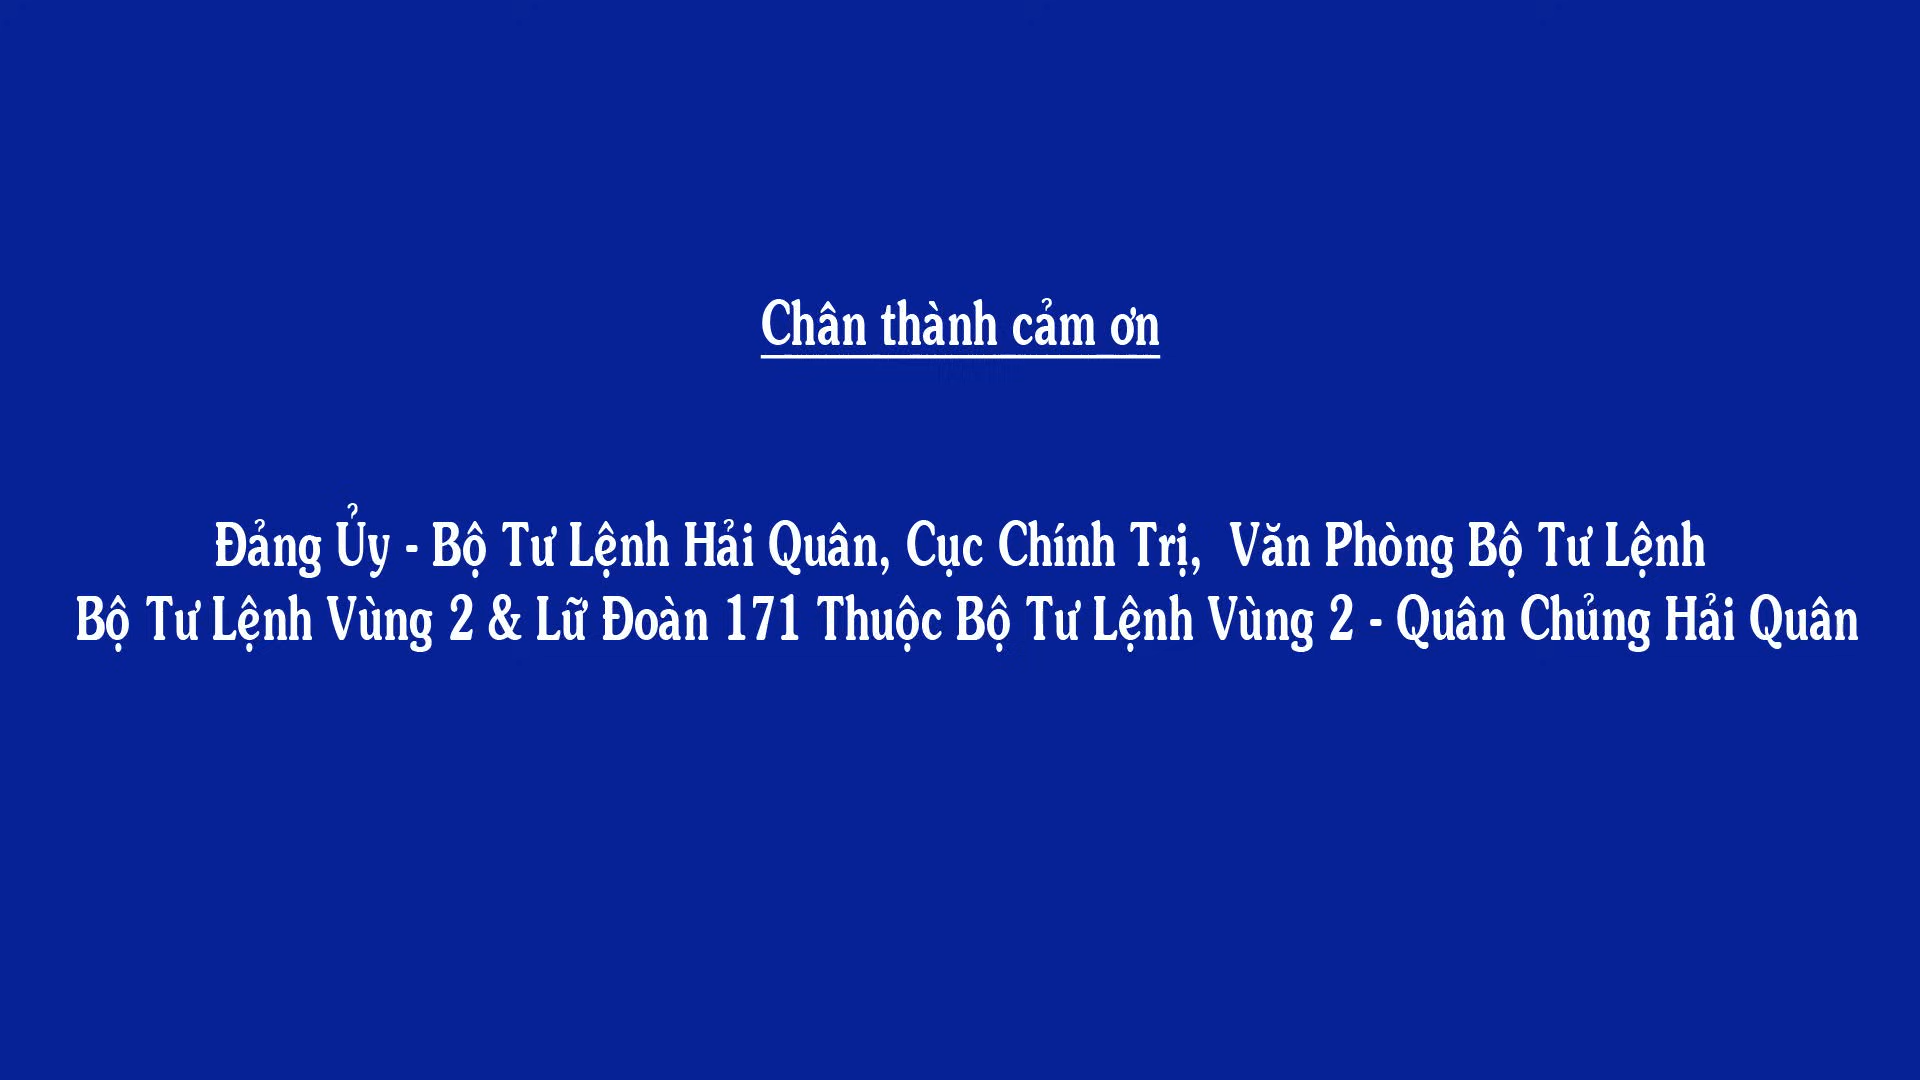 Chân thành cảm ơn
Đảng Ủy - Bộ Tư Lệnh Hải Quân, Cục Chính Trị,  Văn Phòng Bộ Tư Lệnh
Bộ Tư Lệnh Vùng 2 & Lữ Đoàn 171 Thuộc Bộ Tư Lệnh Vùng 2 - Quân Chủng Hải Quân